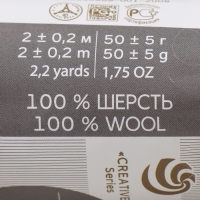 2 ± 0,2 м 50 ± 5 г
2 ± 0,2 m 50 ± 5 g
2,2 yards 1,75 OZ
100 % ШЕРСТЬ
100 % WOOL
«CREATIVE
Series